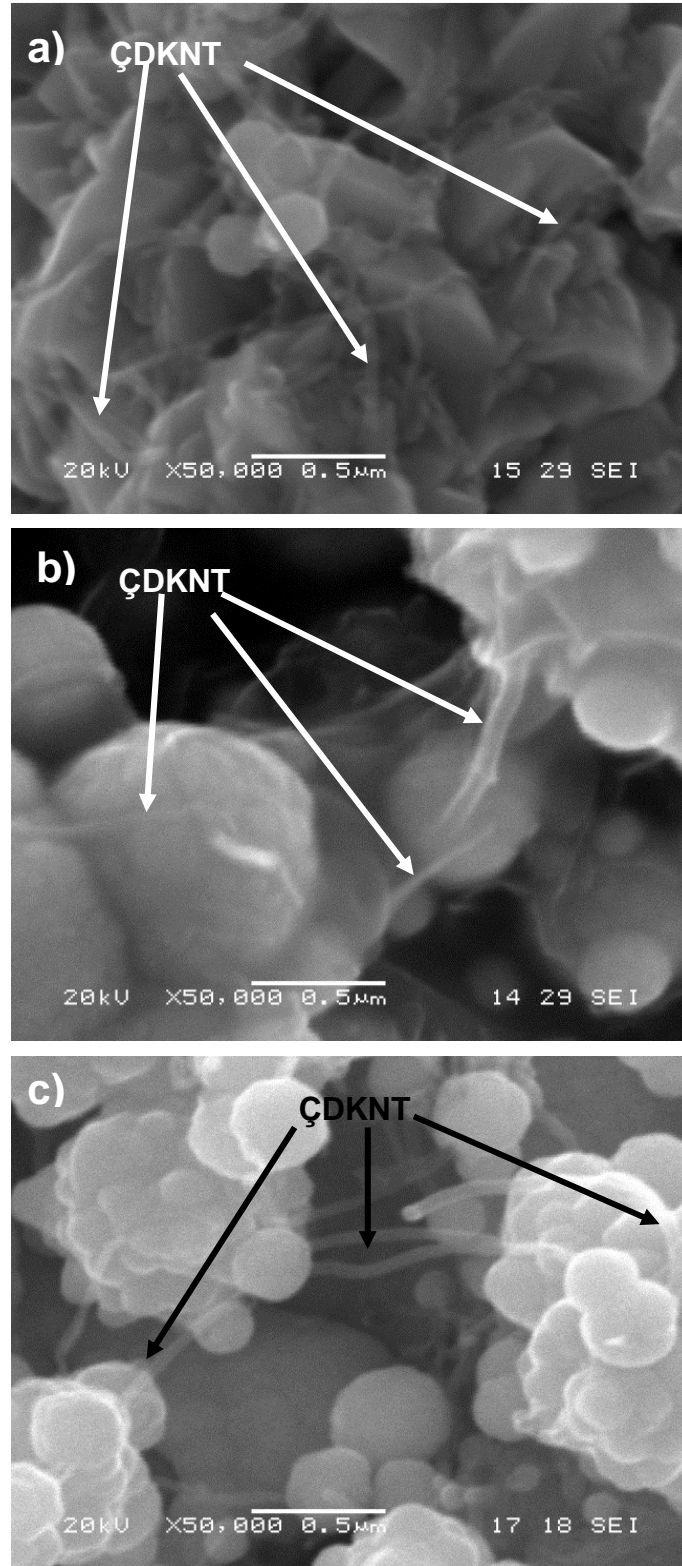 a) ÇDKNT
20kV X50,000 0.5µm 15 29 SEI
b) ÇDKNT
20kV X50,000 0.5µm 14 29 SEI
c) ÇDKNT
20kV X50,000 0.5µm 17 18 SEI